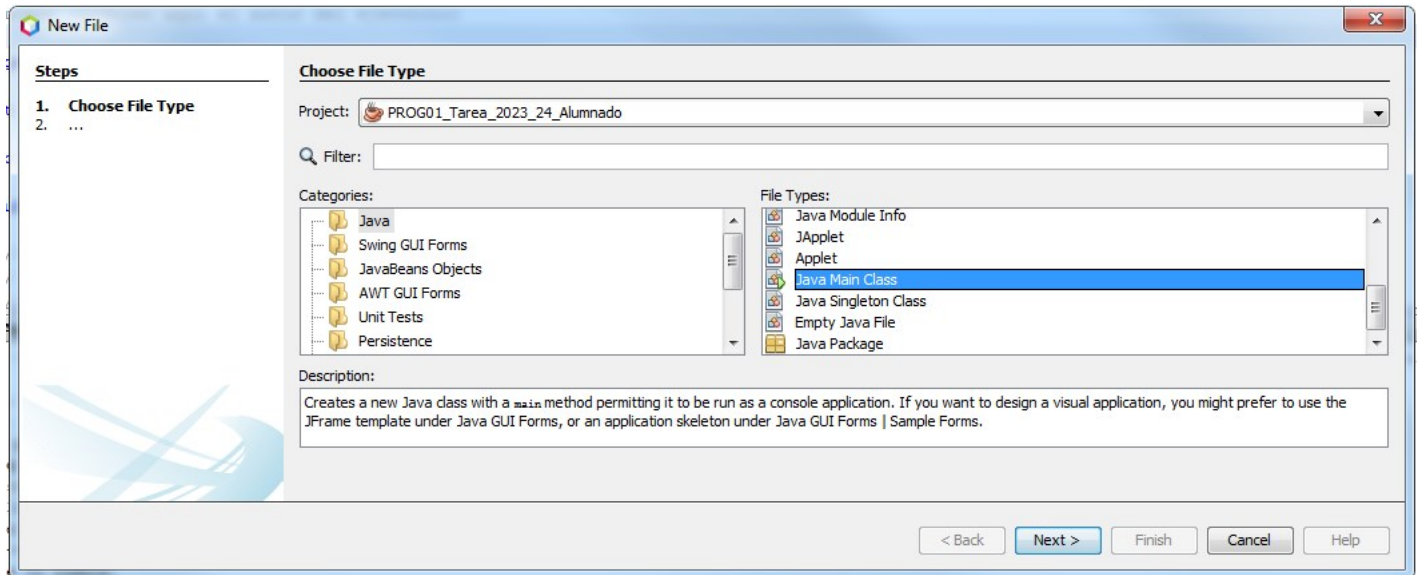 New File
Steps
1. Choose File Type
2. ...
Choose File Type
Project: PROG01_Tarea_2023_24_Alumnado
Filter:
Categories:
Java
Swing GUI Forms
JavaBeans Objects
AWT GUI Forms
Unit Tests
Persistence
File Types:
Java Module Info
JApplet
Applet
Java Main Class
Java Singleton Class
Empty Java File
Java Package
Description:
Creates a new Java class with a main method permitting it to be run as a console application. If you want to design a visual application, you might prefer to use the
JFrame template under Java GUI Forms, or an application skeleton under Java GUI Forms | Sample Forms.
< Back Next > Finish Cancel Help